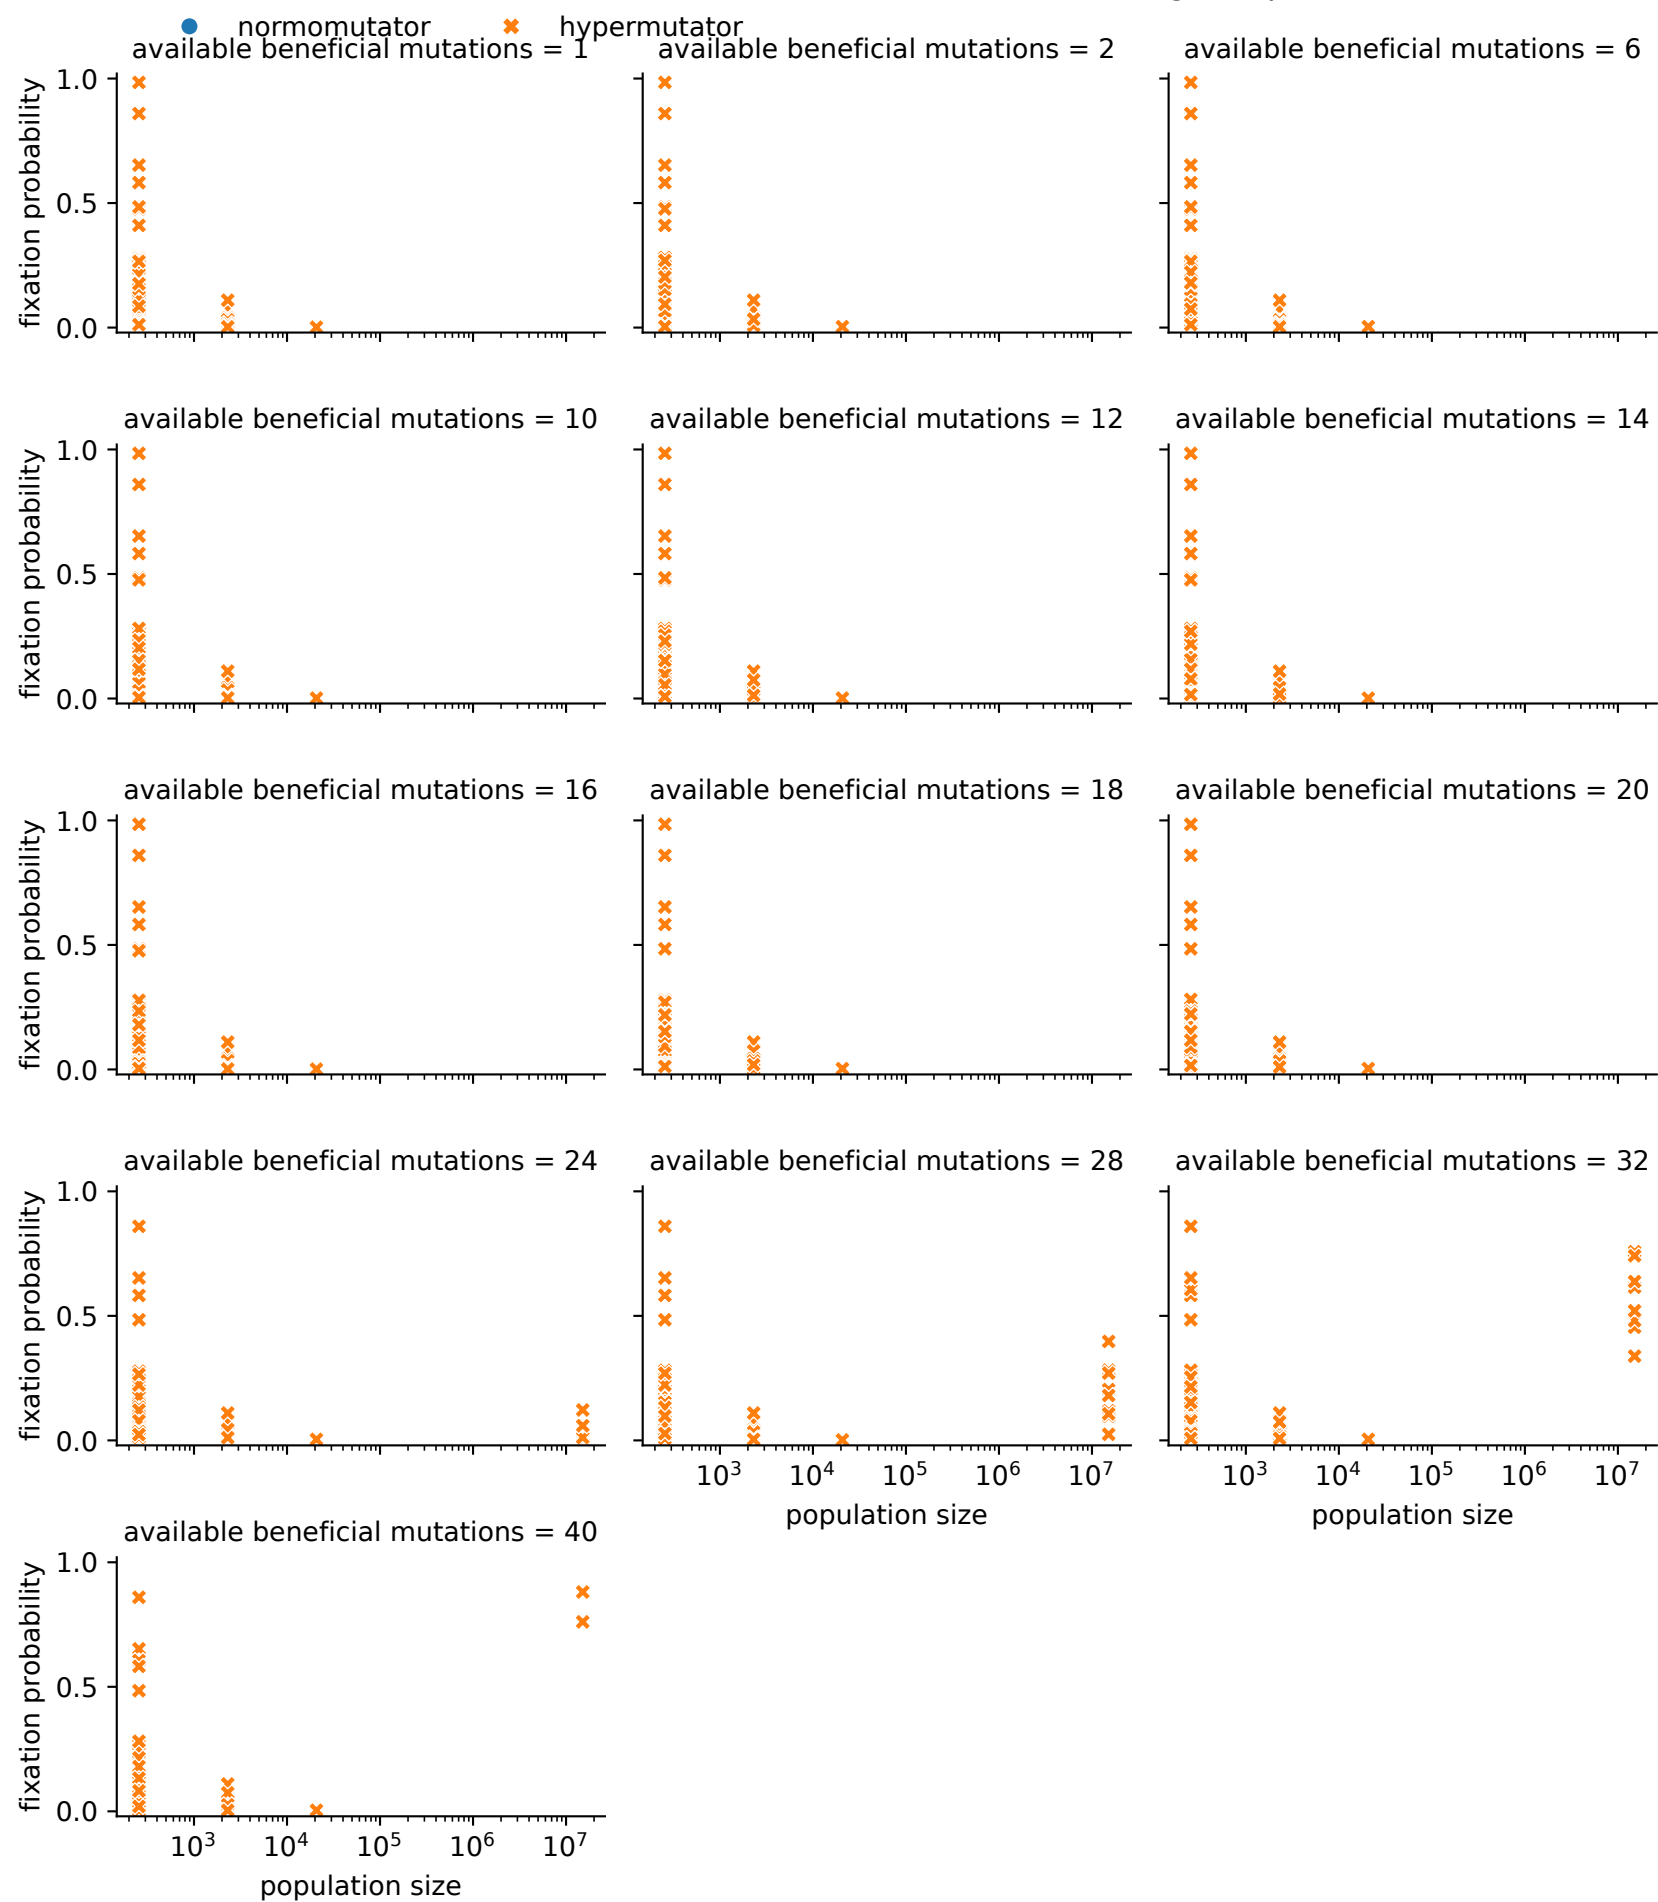 normomutator hypermutator
available beneficial mutations = 1 available beneficial mutations = 2 available beneficial mutations = 6
fixation probability
1.0
0.5
0.0
available beneficial mutations = 10 available beneficial mutations = 12 available beneficial mutations = 14
fixation probability
1.0
0.5
0.0
available beneficial mutations = 16 available beneficial mutations = 18 available beneficial mutations = 20
fixation probability
1.0
0.5
0.0
available beneficial mutations = 24 available beneficial mutations = 28 available beneficial mutations = 32
fixation probability
1.0
0.5
0.0
10³ 10⁴ 10⁵ 10⁶ 10⁷ 10³ 10⁴ 10⁵ 10⁶ 10⁷
population size population size
available beneficial mutations = 40
fixation probability
1.0
0.5
0.0
10³ 10⁴ 10⁵ 10⁶ 10⁷
population size